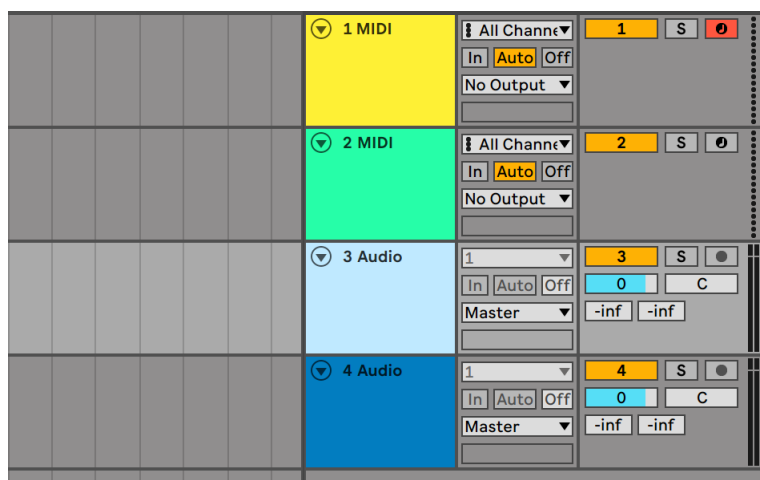 1 MIDI All Channe 1 S
In Auto Off
No Output
2 MIDI All Channe 2 S
In Auto Off
No Output
3 Audio 1 3 S
In Auto Off 0 C
Master -inf -inf
4 Audio 1 4 S
In Auto Off 0 C
Master -inf -inf